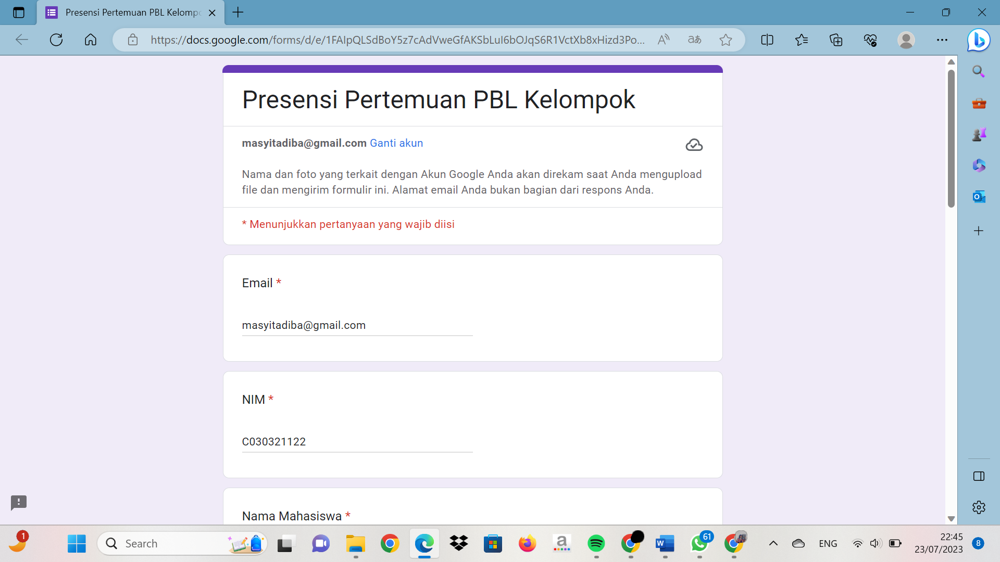 Presensi Pertemuan PBL Kelomp
https://docs.google.com/forms/d/e/1FAIpQLSdBoY5z7cAdVweGfAKSbLuI6bOJqS6R1VctXb8xHizd3Po...
Presensi Pertemuan PBL Kelompok
masyitadiba@gmail.com Ganti akun
Nama dan foto yang terkait dengan Akun Google Anda akan direkam saat Anda mengupload
file dan mengirim formulir ini. Alamat email Anda bukan bagian dari respons Anda.
* Menunjukkan pertanyaan yang wajib diisi
Email *
masyitadiba@gmail.com
NIM *
C030321122
Nama Mahasiswa *
1
Search
61
ENG
22:45
23/07/2023
8